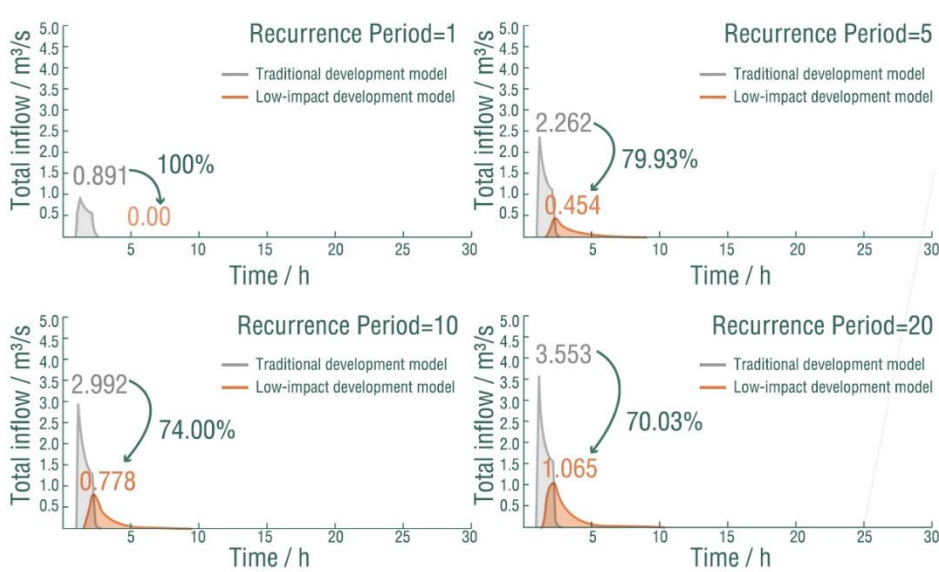 Recurrence Period=1
Total inflow / m³/s
5.0
4.5
4.0
3.5
3.0
2.5
2.0
1.5
1.0
0.5
Traditional development model
Low-impact development model
0.891
100%
0.00
5 10 15 20 25 30
Time / h
Recurrence Period=5
Total inflow / m³/s
5.0
4.5
4.0
3.5
3.0
2.5
2.0
1.5
1.0
0.5
Traditional development model
Low-impact development model
2.262
79.93%
0.454
5 10 15 20 25 30
Time / h
Recurrence Period=10
Total inflow / m³/s
5.0
4.5
4.0
3.5
3.0
2.5
2.0
1.5
1.0
0.5
Traditional development model
Low-impact development model
2.992
74.00%
0.778
5 10 15 20 25 30
Time / h
Recurrence Period=20
Total inflow / m³/s
5.0
4.5
4.0
3.5
3.0
2.5
2.0
1.5
1.0
0.5
Traditional development model
Low-impact development model
3.553
70.03%
1.065
5 10 15 20 25 30
Time / h